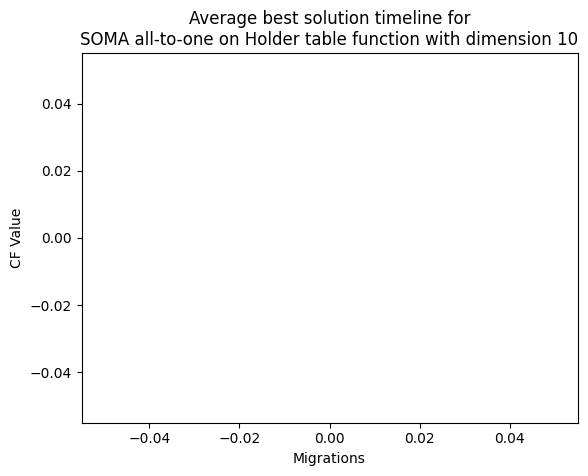 Average best solution timeline for
SOMA all-to-one on Holder table function with dimension 10
0.04
0.02
0.00
−0.02
−0.04
CF Value
−0.04
−0.02
0.00
0.02
0.04
Migrations